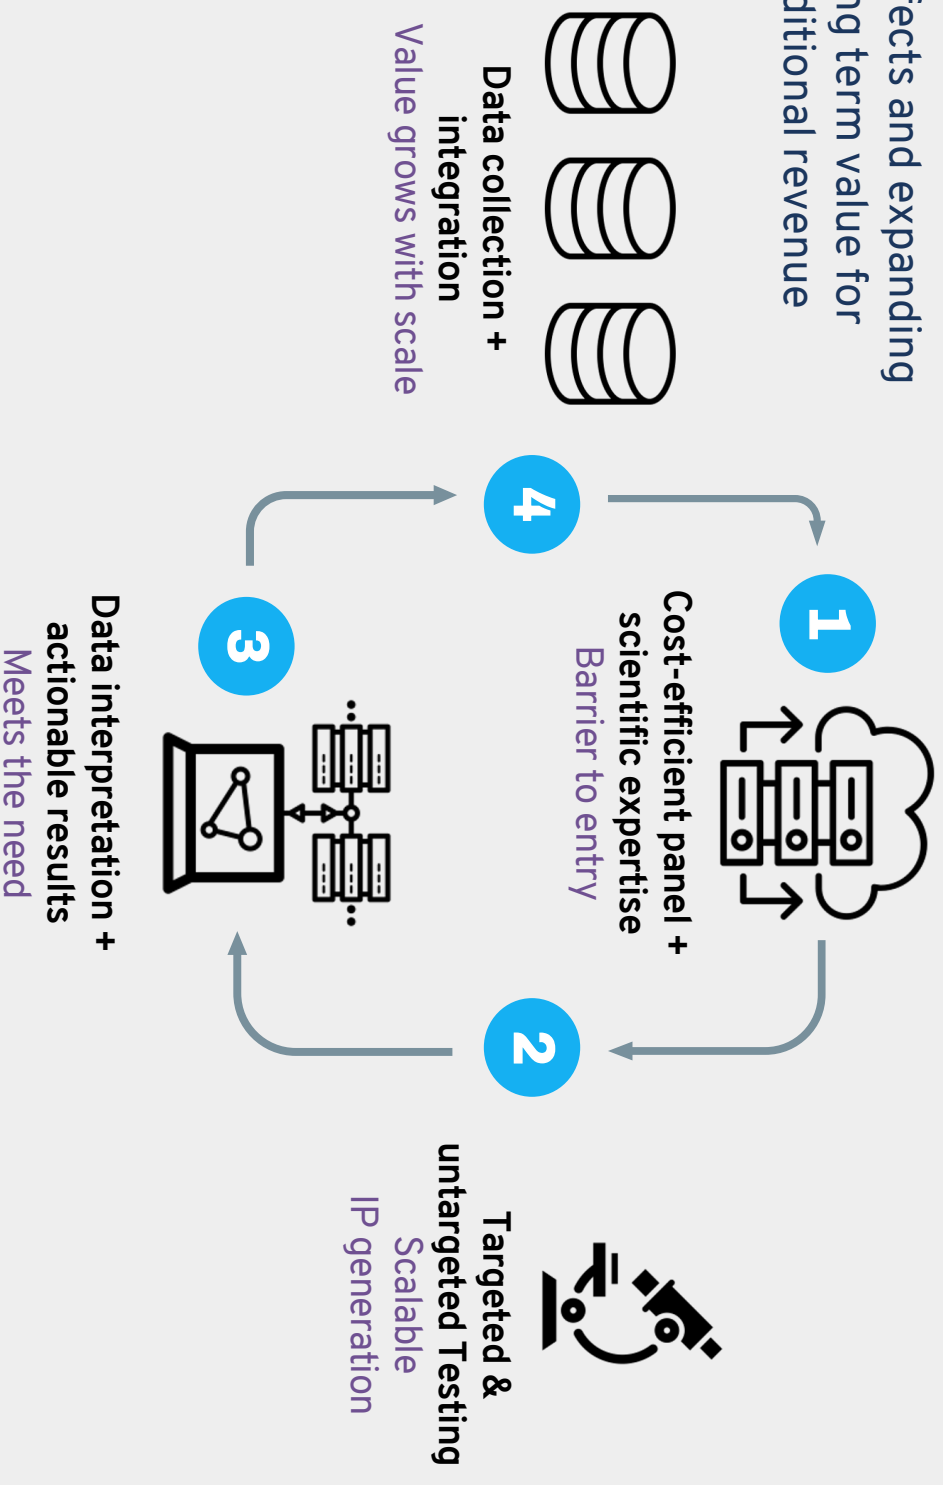 fects and expanding
ng term value for
ditional revenue
1
Cost-efficient panel +
scientific expertise
Barrier to entry
2
Targeted &
untargeted Testing
Scalable
IP generation
3
Data interpretation +
actionable results
Meets the need
4
Data collection +
integration
Value grows with scale